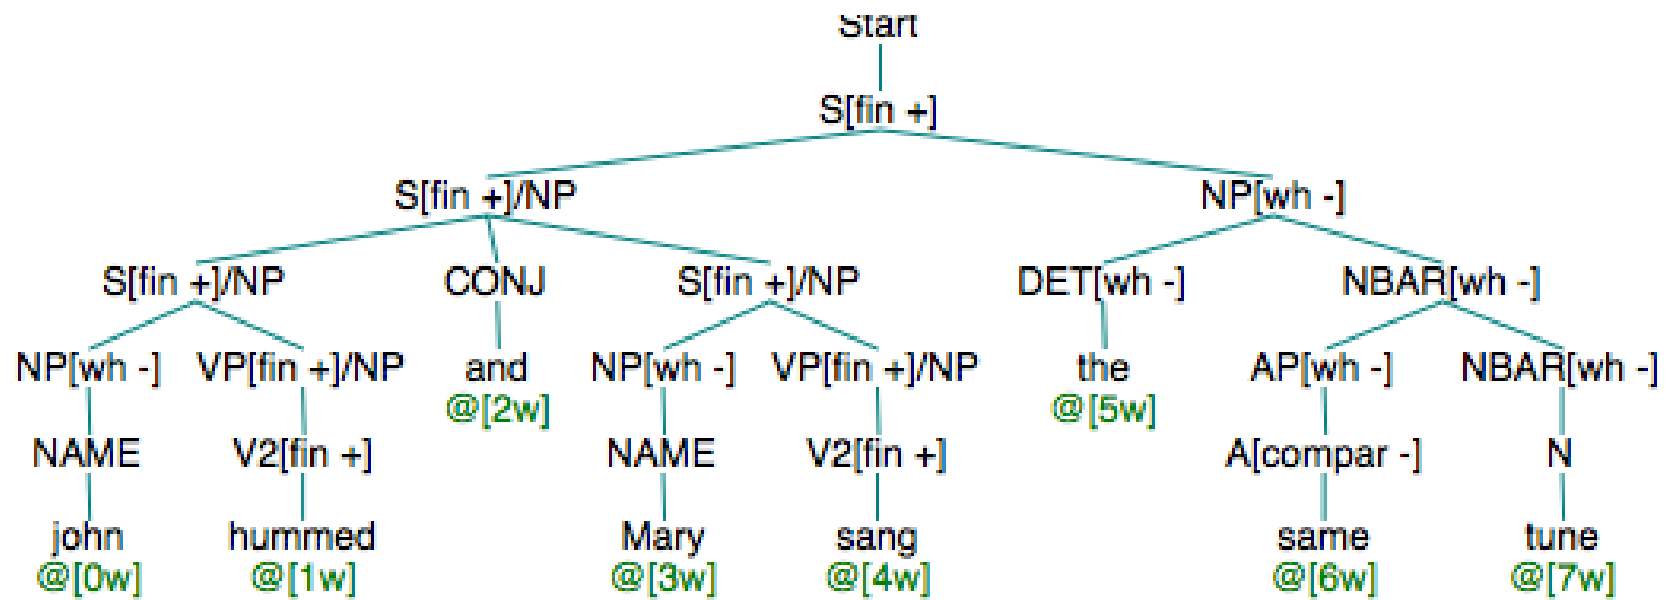 Start
S[fin +]
S[fin +]/NP NP[wh -]
S[fin +]/NP CONJ S[fin +]/NP DET[wh -] NBAR[wh -]
NP[wh -] VP[fin +]/NP and NP[wh -] VP[fin +]/NP the AP[wh -] NBAR[wh -]
@[2w] @[5w]
NAME V2[fin +] NAME V2[fin +] A[compar -] N
john hummed Mary sang same tune
@[0w] @[1w] @[3w] @[4w] @[6w] @[7w]